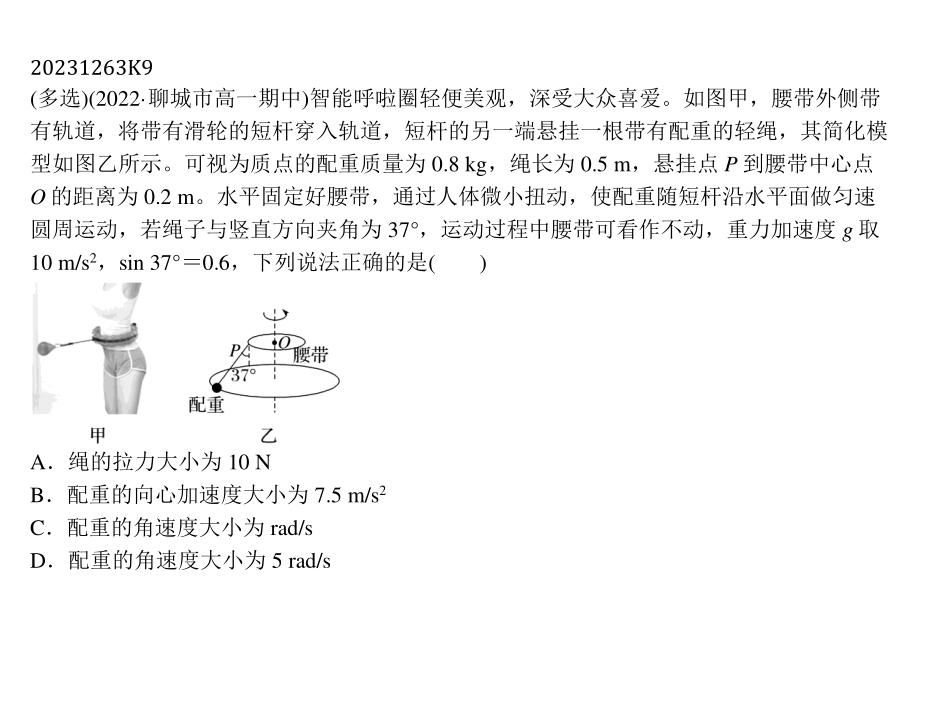 20231263K9
(多选)(2022·聊城市高一期中)智能呼啦圈轻便美观，深受大众喜爱。如图甲，腰带外侧带
有轨道，将带有滑轮的短杆穿入轨道，短杆的另一端悬挂一根带有配重的轻绳，其简化模
型如图乙所示。可视为质点的配重质量为 0.8 kg，绳长为 0.5 m，悬挂点 P 到腰带中心点
O 的距离为 0.2 m。水平固定好腰带，通过人体微小扭动，使配重随短杆沿水平面做匀速
圆周运动，若绳子与竖直方向夹角为 37°，运动过程中腰带可看作不动，重力加速度 g 取
10 m/s²，sin 37°＝0.6，下列说法正确的是(　　)
P
O
腰带
37°
配重
甲
乙
A．绳的拉力大小为 10 N
B．配重的向心加速度大小为 7.5 m/s²
C．配重的角速度大小为 rad/s
D．配重的角速度大小为 5 rad/s